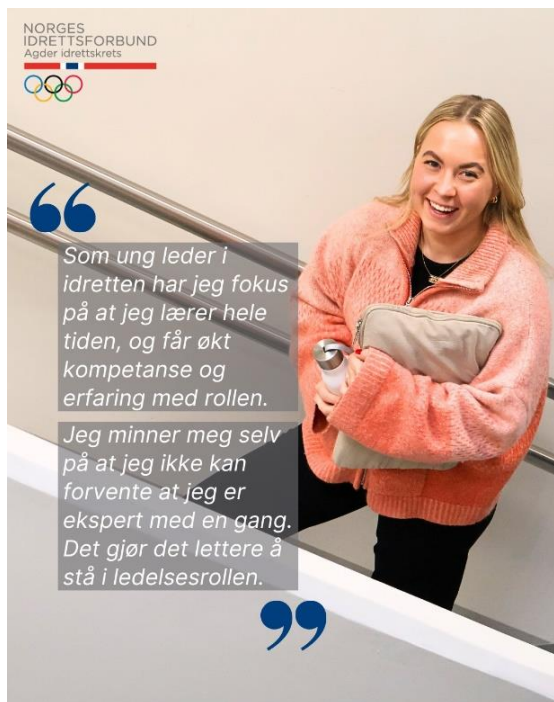 NORGES
IDRETTSFORBUND
Agder idrettskrets
“
Som ung leder i
idretten har jeg fokus
på at jeg lærer hele
tiden, og får økt
kompetanse og
erfaring med rollen.
Jeg minner meg selv
på at jeg ikke kan
forvente at jeg er
ekspert med en gang.
Det gjør det lettere å
stå i ledelsesrollen.
”